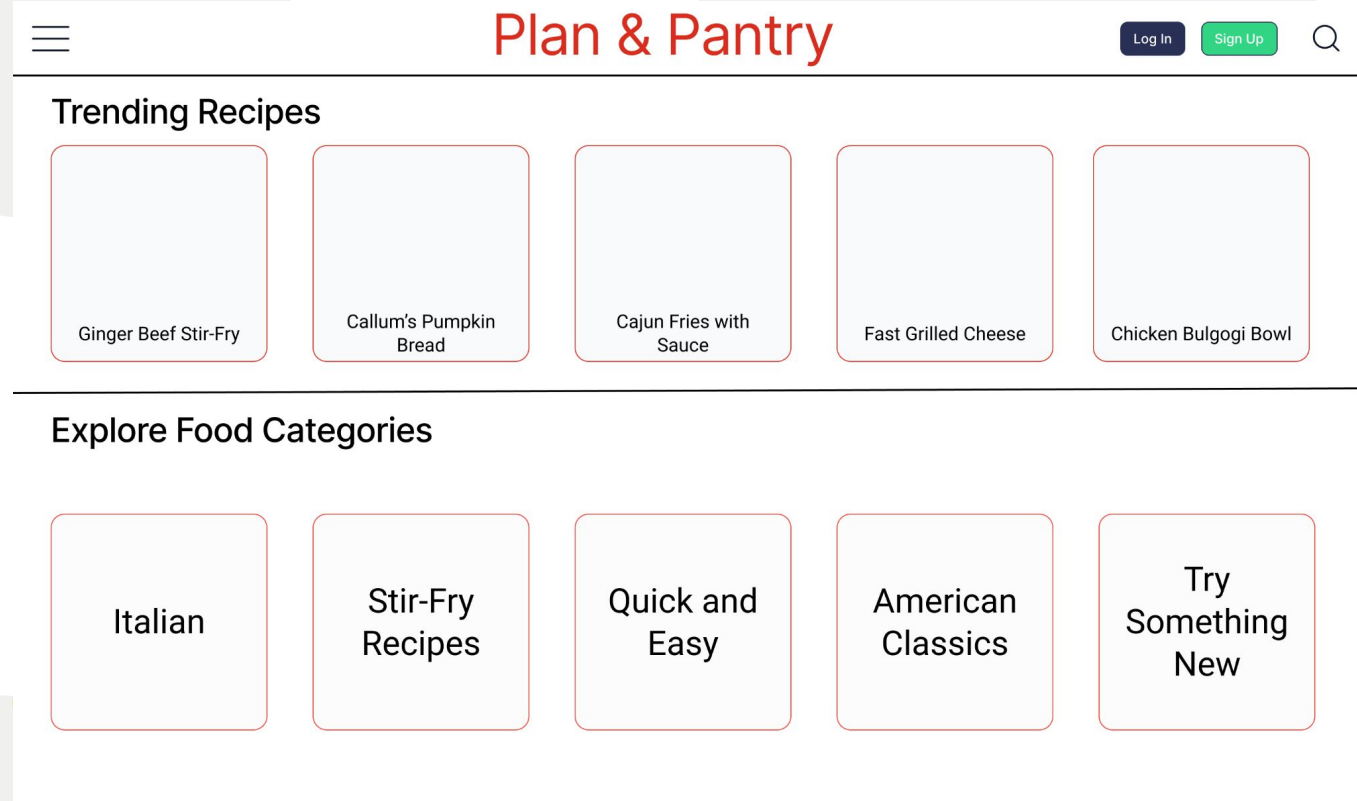 Plan & Pantry
Log In
Sign Up
Trending Recipes
Ginger Beef Stir-Fry
Callum’s Pumpkin
Bread
Cajun Fries with
Sauce
Fast Grilled Cheese
Chicken Bulgogi Bowl
Explore Food Categories
Italian
Stir-Fry
Recipes
Quick and
Easy
American
Classics
Try
Something
New